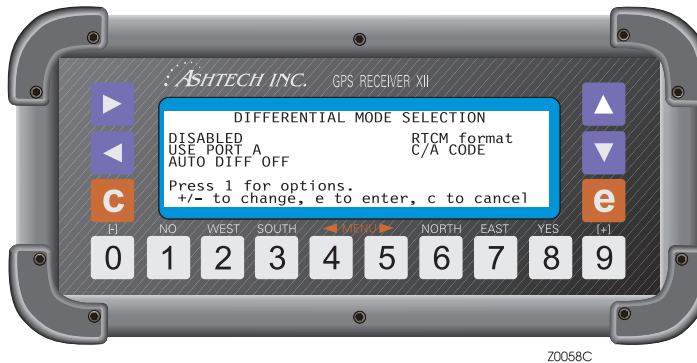 ASHTECH INC. GPS RECEIVER XII
DIFFERENTIAL MODE SELECTION
DISABLED RTCM format
USE PORT A C/A CODE
AUTO DIFF OFF
Press 1 for options.
+/- to change, e to enter, c to cancel
c e
[-] NO WEST SOUTH MENU NORTH EAST YES [+]
0 1 2 3 4 5 6 7 8 9
Z0058C